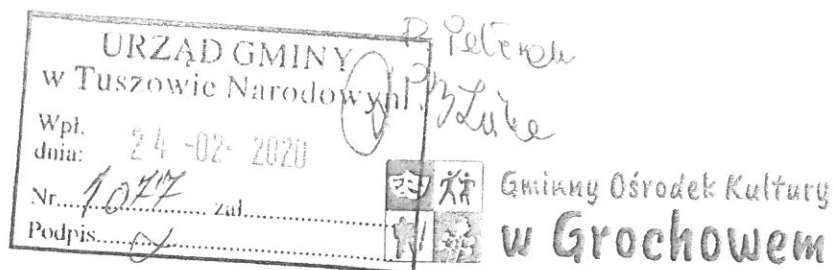 URZĄD GMINY
w Tuszowie Narodowym
Wpł.
dnia: 24 -02- 2020
Nr. 1077 zał.
Podpis
Gminny Ośrodek Kultury
w Grochowem